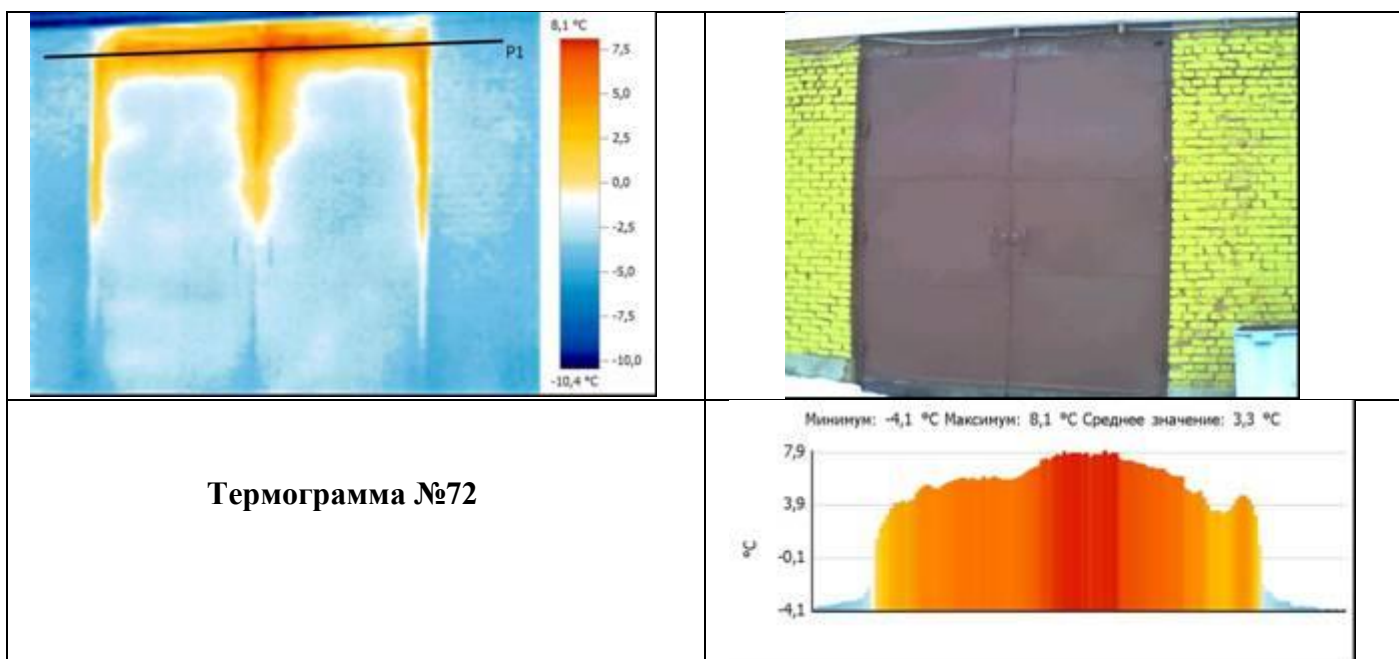 8,1 °C
7,5
5,0
2,5
0,0
-2,5
-5,0
-7,5
-10,0
-10,4 °C
P1
Термограмма №72
Минимум: -4,1 °C Максимум: 8,1 °C Среднее значение: 3,3 °C
7,9
3,9
-0,1
-4,1
°C